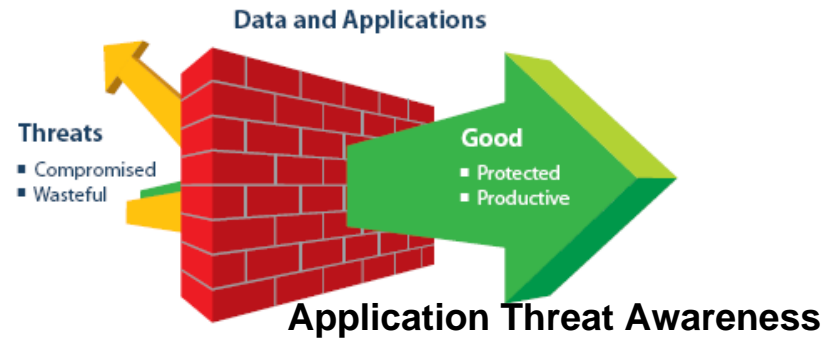 Data and Applications
Threats
▪ Compromised
▪ Wasteful
Good
▪ Protected
▪ Productive
Application Threat Awareness